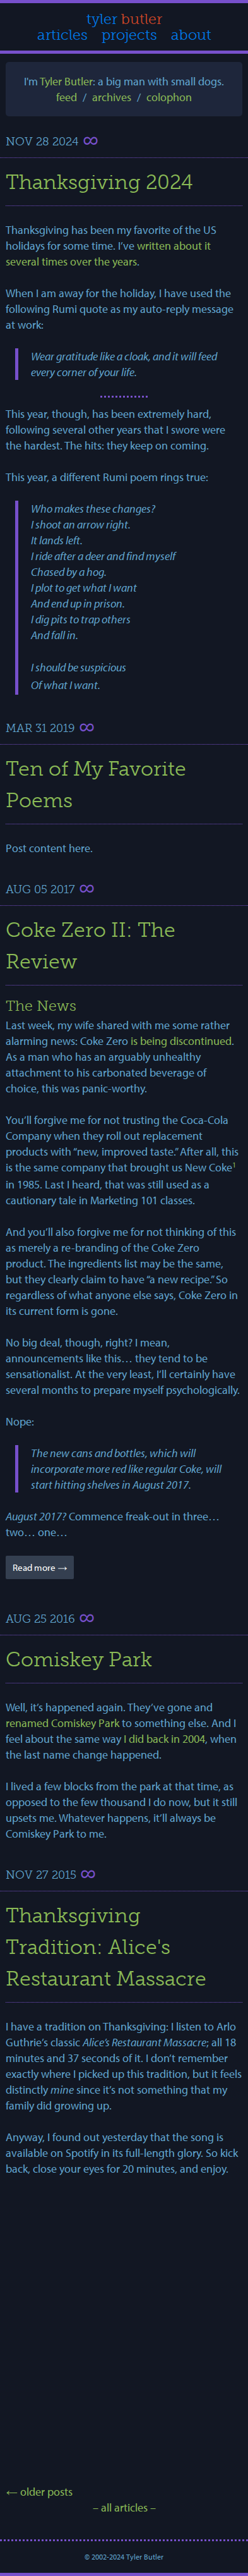 tyler butler
articles projects about
I'm Tyler Butler: a big man with small dogs.
feed / archives / colophon
NOV 28 2024 ∞
Thanksgiving 2024
Thanksgiving has been my favorite of the US
holidays for some time. I've written about it
several times over the years.
When I am away for the holiday, I have used the
following Rumi quote as my auto-reply message
at work:
Wear gratitude like a cloak, and it will feed
every corner of your life.
This year, though, has been extremely hard,
following several other years that I swore were
the hardest. The hits: they keep on coming.
This year, a different Rumi poem rings true:
Who makes these changes?
I shoot an arrow right.
It lands left.
I ride after a deer and find myself
Chased by a hog.
I plot to get what I want
And end up in prison.
I dig pits to trap others
And fall in.
I should be suspicious
Of what I want.
MAR 31 2019 ∞
Ten of My Favorite
Poems
Post content here.
AUG 05 2017 ∞
Coke Zero II: The
Review
The News
Last week, my wife shared with me some rather
alarming news: Coke Zero is being discontinued.
As a man who has an arguably unhealthy
attachment to his carbonated beverage of
choice, this was panic-worthy.
You'll forgive me for not trusting the Coca-Cola
Company when they roll out replacement
products with “new, improved taste.” After all, this
is the same company that brought us New Coke1
in 1985. Last I heard, that was still used as a
cautionary tale in Marketing 101 classes.
And you'll also forgive me for not thinking of this
as merely a re-branding of the Coke Zero
product. The ingredients list may be the same,
but they clearly claim to have “a new recipe.” So
regardless of what anyone else says, Coke Zero in
its current form is gone.
No big deal, though, right? I mean,
announcements like this… they tend to be
sensationalist. At the very least, I'll certainly have
several months to prepare myself psychologically.
Nope:
The new cans and bottles, which will
incorporate more red like regular Coke, will
start hitting shelves in August 2017.
August 2017? Commence freak-out in three…
two… one…
Read more →
AUG 25 2016 ∞
Comiskey Park
Well, it's happened again. They've gone and
renamed Comiskey Park to something else. And I
feel about the same way I did back in 2004, when
the last name change happened.
I lived a few blocks from the park at that time, as
opposed to the few thousand I do now, but it still
upsets me. Whatever happens, it'll always be
Comiskey Park to me.
NOV 27 2015 ∞
Thanksgiving
Tradition: Alice's
Restaurant Massacre
I have a tradition on Thanksgiving: I listen to Arlo
Guthrie's classic Alice's Restaurant Massacre; all 18
minutes and 37 seconds of it. I don't remember
exactly where I picked up this tradition, but it feels
distinctly mine since it's not something that my
family did growing up.
Anyway, I found out yesterday that the song is
available on Spotify in its full-length glory. So kick
back, close your eyes for 20 minutes, and enjoy.
← older posts
– all articles –
© 2002-2024 Tyler Butler